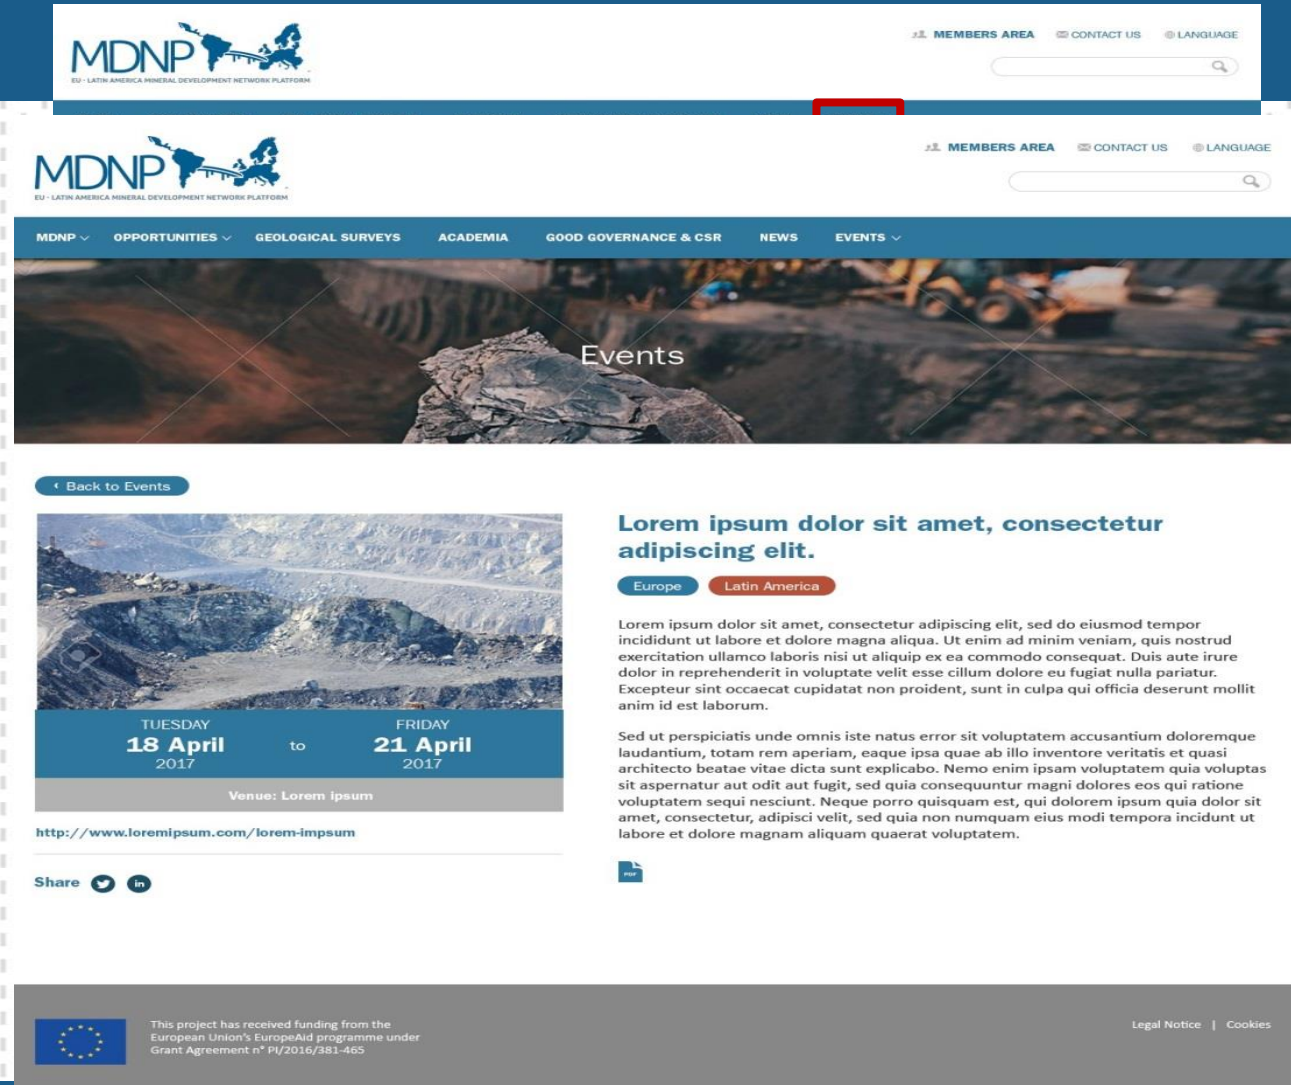 MDNP
EU - LATIN AMERICA MINERAL DEVELOPMENT NETWORK PLATFORM
MEMBERS AREA CONTACT US LANGUAGE
MDNP
EU - LATIN AMERICA MINERAL DEVELOPMENT NETWORK PLATFORM
MEMBERS AREA CONTACT US LANGUAGE
MDNP OPPORTUNITIES GEOLOGICAL SURVEYS ACADEMIA GOOD GOVERNANCE & CSR NEWS EVENTS
Events
Back to Events
TUESDAY
18 April
2017
to
FRIDAY
21 April
2017
Venue: Lorem ipsum
http://www.loremipsum.com/lorem-impsum
Share
in
Lorem ipsum dolor sit amet, consectetur
adipiscing elit.
Europe Latin America
Lorem ipsum dolor sit amet, consectetur adipiscing elit, sed do eiusmod tempor
incididunt ut labore et dolore magna aliqua. Ut enim ad minim veniam, quis nostrud
exercitation ullamco laboris nisi ut aliquip ex ea commodo consequat. Duis aute irure
dolor in reprehenderit in voluptate velit esse cillum dolore eu fugiat nulla pariatur.
Excepteur sint occaecat cupidatat non proident, sunt in culpa qui officia deserunt mollit
anim id est laborum.
Sed ut perspiciatis unde omnis iste natus error sit voluptatem accusantium doloremque
laudantium, totam rem aperiam, eaque ipsa quae ab illo inventore veritatis et quasi
architecto beatae vitae dicta sunt explicabo. Nemo enim ipsam voluptatem quia voluptas
sit aspernatur aut odit aut fugit, sed quia consequuntur magni dolores eos qui ratione
voluptatem sequi nesciunt. Neque porro quisquam est, qui dolorem ipsum quia dolor sit
amet, consectetur, adipisci velit, sed quia non numquam eius modi tempora incidunt ut
labore et dolore magnam aliquam quaerat voluptatem.
PDF
This project has received funding from the
European Union's EuropeAid programme under
Grant Agreement n° PI/2016/381-465
Legal Notice | Cookies